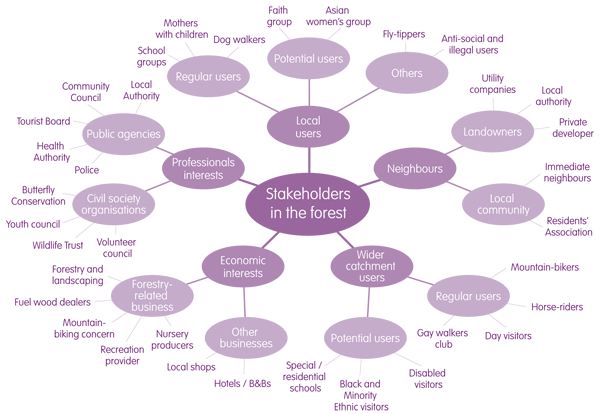 Stakeholders
in the forest
Local
users
Regular users
School
groups
Mothers
with children
Dog walkers
Potential users
Faith
group
Asian
women's group
Others
Fly-tippers
Anti-social and
illegal users
Neighbours
Landowners
Utility
companies
Local
authority
Private
developer
Local
community
Immediate
neighbours
Residents'
Association
Wider
catchment
users
Regular users
Mountain-bikers
Horse-riders
Day visitors
Gay walkers
club
Potential users
Disabled
visitors
Black and
Minority
Ethnic visitors
Special /
residential
schools
Economic
interests
Other
businesses
Hotels / B&Bs
Local shops
Forestry-
related
business
Nursery
producers
Recreation
provider
Mountain-
biking concern
Fuel wood dealers
Forestry and
landscaping
Professionals
interests
Civil society
organisations
Volunteer
council
Wildlife Trust
Youth council
Butterfly
Conservation
Public agencies
Police
Health
Authority
Tourist Board
Community
Council
Local
Authority